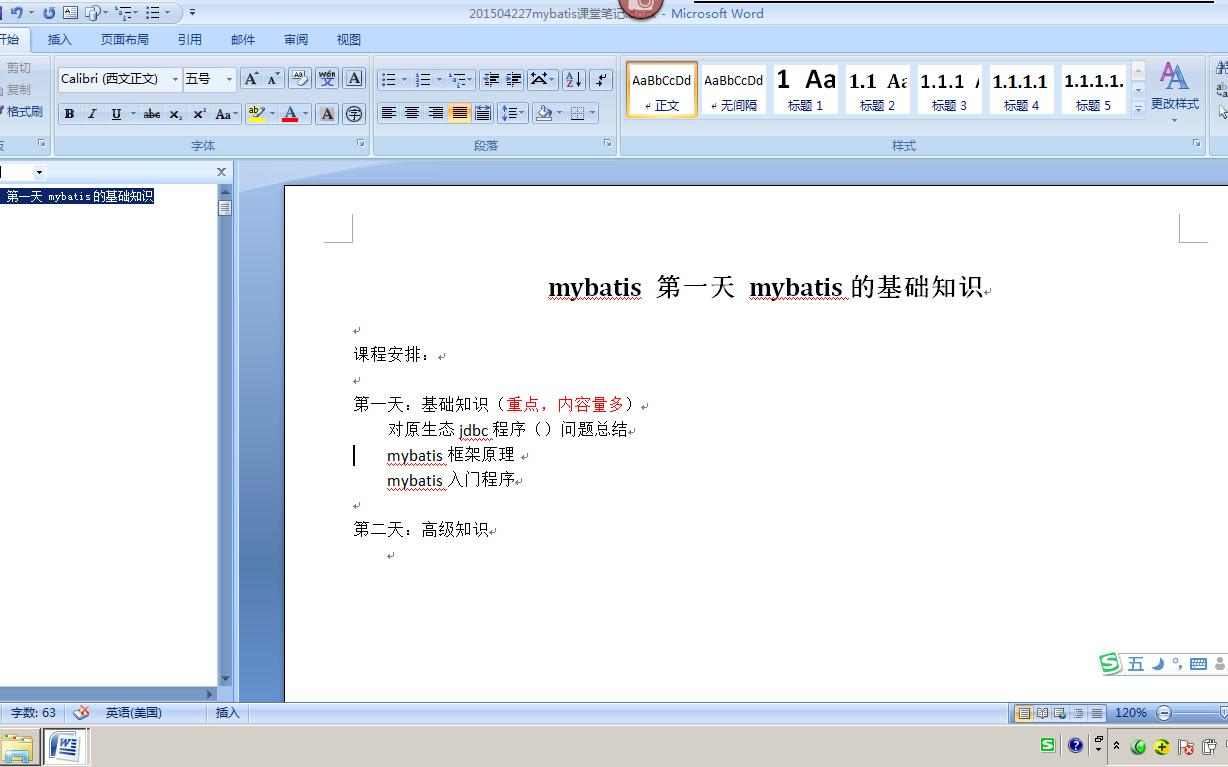 201504227mybatis课堂笔记 - Microsoft Word
开始 插入 页面布局 引用 邮件 审阅 视图
剪切
复制
格式刷
Calibri (西文正文) 五号
字体
段落
AaBbCcDd AaBbCcDd 1 Aa 1.1 Aa 1.1.1 1.1.1.1 1.1.1.1.
正文 无间隔 标题 1 标题 2 标题 3 标题 4 标题 5
更改样式
样式
第一天 mybatis的基础知识
mybatis 第一天 mybatis 的基础知识
课程安排：
第一天：基础知识（重点，内容量多）
对原生态 jdbc 程序（）问题总结
mybatis 框架原理
mybatis 入门程序
第二天：高级知识
五
字数: 63 英语(美国) 插入 120%